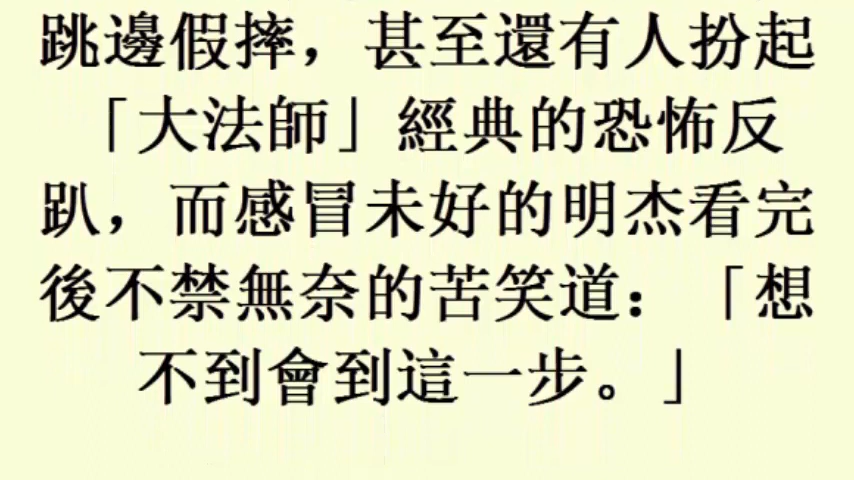 跳邊假摔，甚至還有人扮起
「大法師」經典的恐怖反
趴，而感冒未好的明杰看完
後不禁無奈的苦笑道：「想
不到會到這一步。」